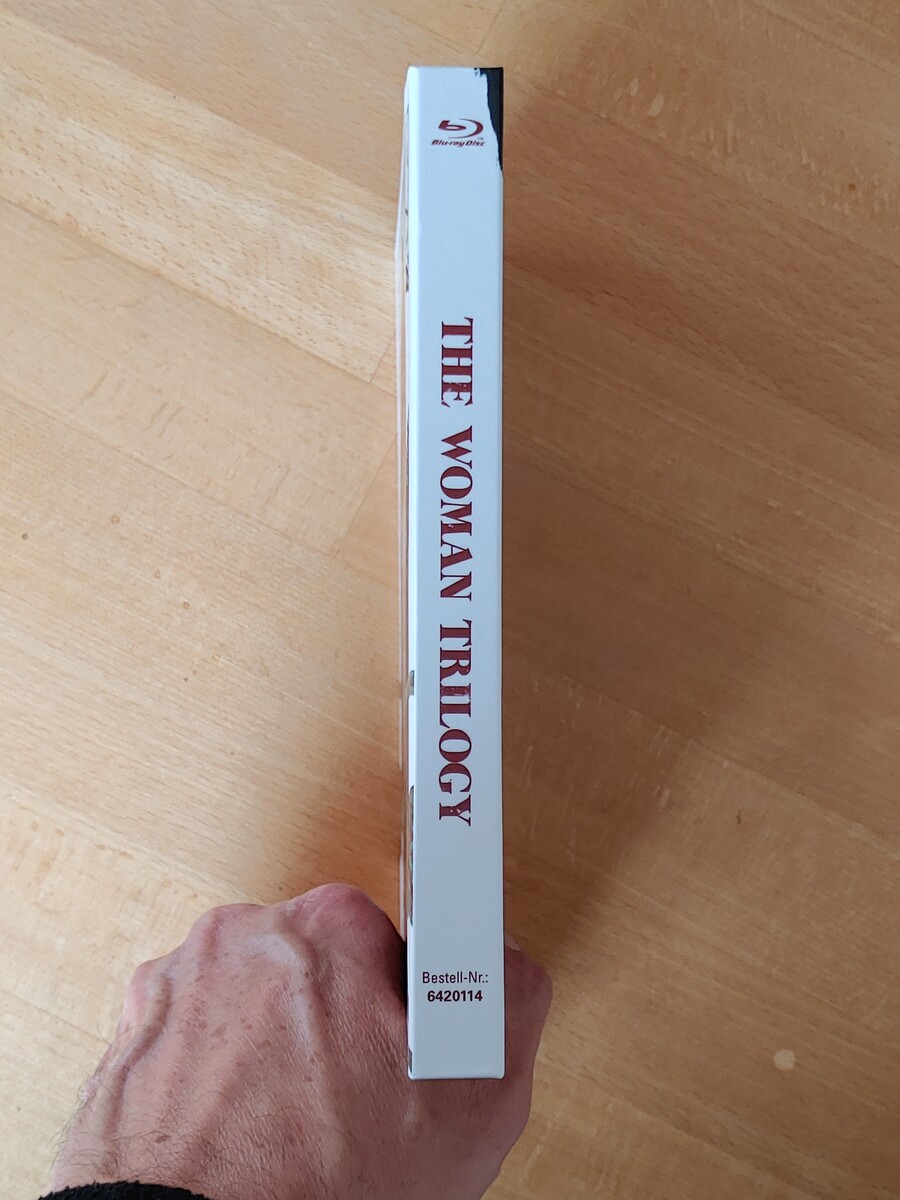 Blu-ray Disc
THE WOMAN TRILOGY
Bestell-Nr.:
6420114